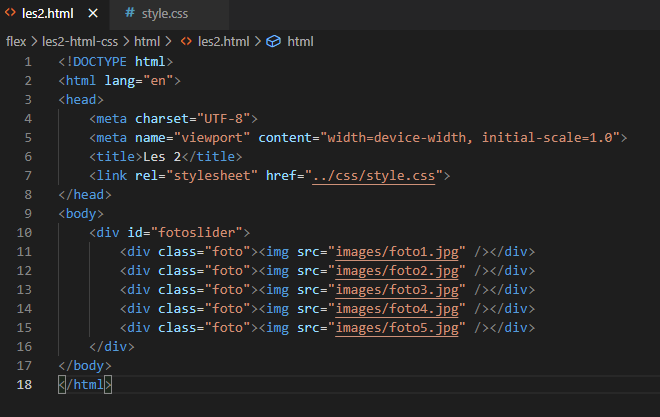 les2.html
style.css
flex > les2-html-css > html > les2.html > html
1 <!DOCTYPE html>
2 <html lang="en">
3 <head>
4     <meta charset="UTF-8">
5     <meta name="viewport" content="width=device-width, initial-scale=1.0">
6     <title>Les 2</title>
7     <link rel="stylesheet" href="../css/style.css">
8 </head>
9 <body>
10     <div id="fotoslider">
11         <div class="foto"><img src="images/foto1.jpg" /></div>
12         <div class="foto"><img src="images/foto2.jpg" /></div>
13         <div class="foto"><img src="images/foto3.jpg" /></div>
14         <div class="foto"><img src="images/foto4.jpg" /></div>
15         <div class="foto"><img src="images/foto5.jpg" /></div>
16     </div>
17 </body>
18 </html>